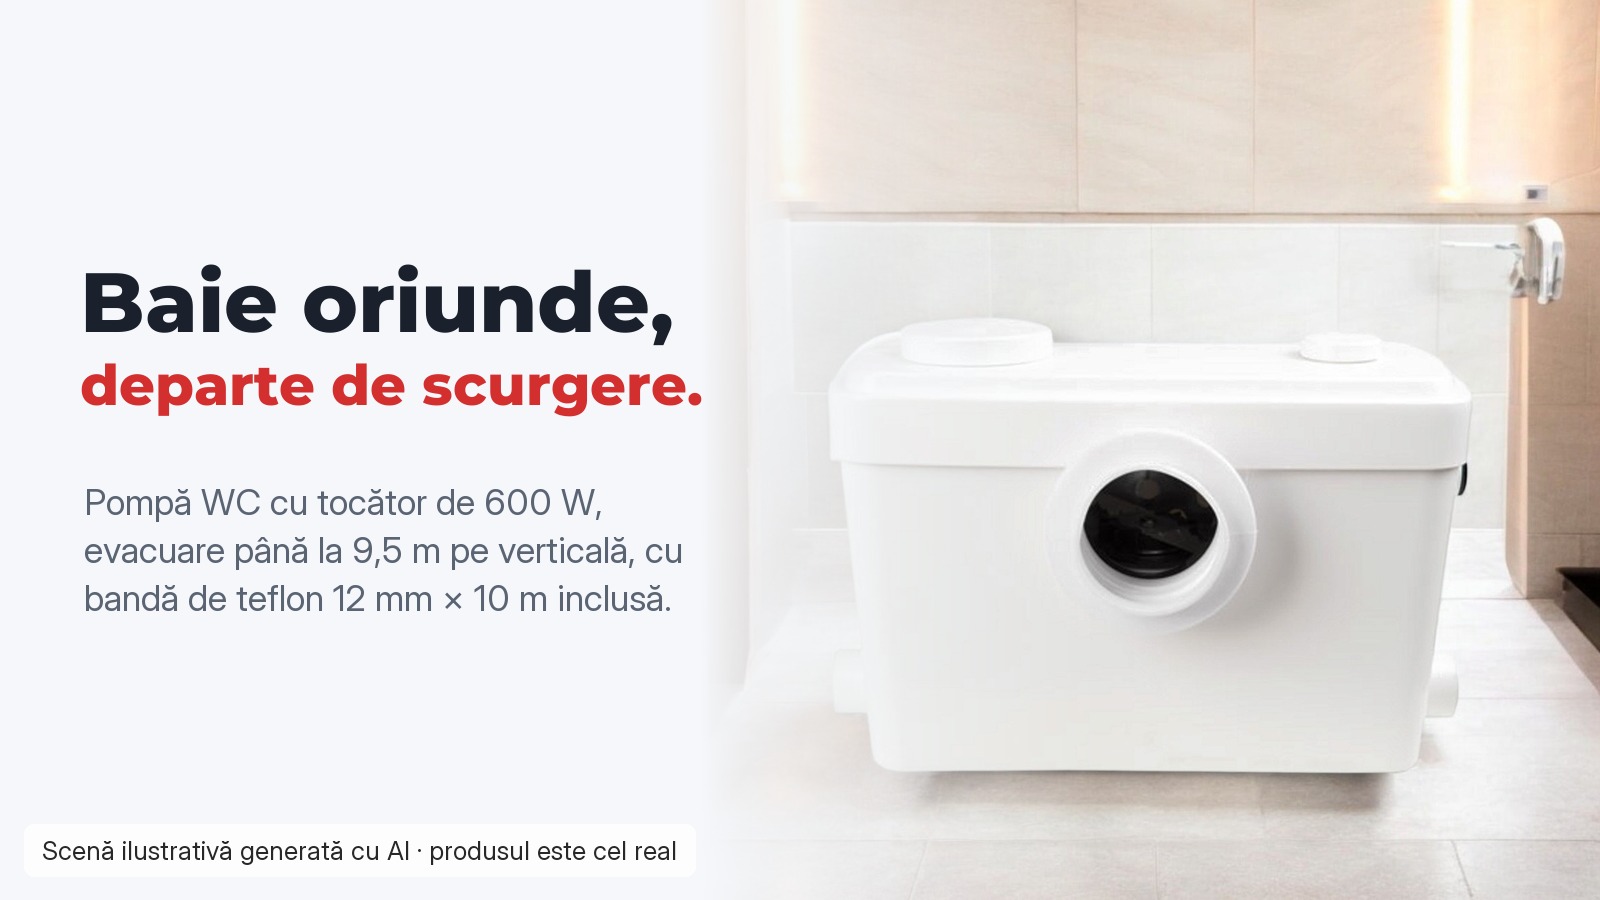 Baie oriunde,
departe de scurgere.
Pompă WC cu tocător de 600 W,
evacuare până la 9,5 m pe verticală, cu
bandă de teflon 12 mm × 10 m inclusă.
Scenă ilustrativă generată cu AI · produsul este cel real